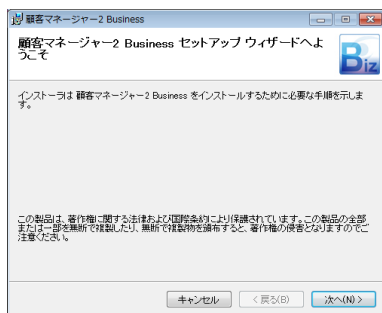 顧客マネージャー2 Business
顧客マネージャー2 Business セットアップ ウィザードへよ
うこそ
Biz
インストーラは 顧客マネージャー2 Business をインストールするために必要な手順を示しま
す。
この製品は、著作権に関する法律および国際条約により保護されています。この製品の全部
または一部を無断で複製したり、無断で複製物を頒布すると、著作権の侵害となりますのでご
注意ください。
キャンセル
< 戻る(B)
次へ(N) >